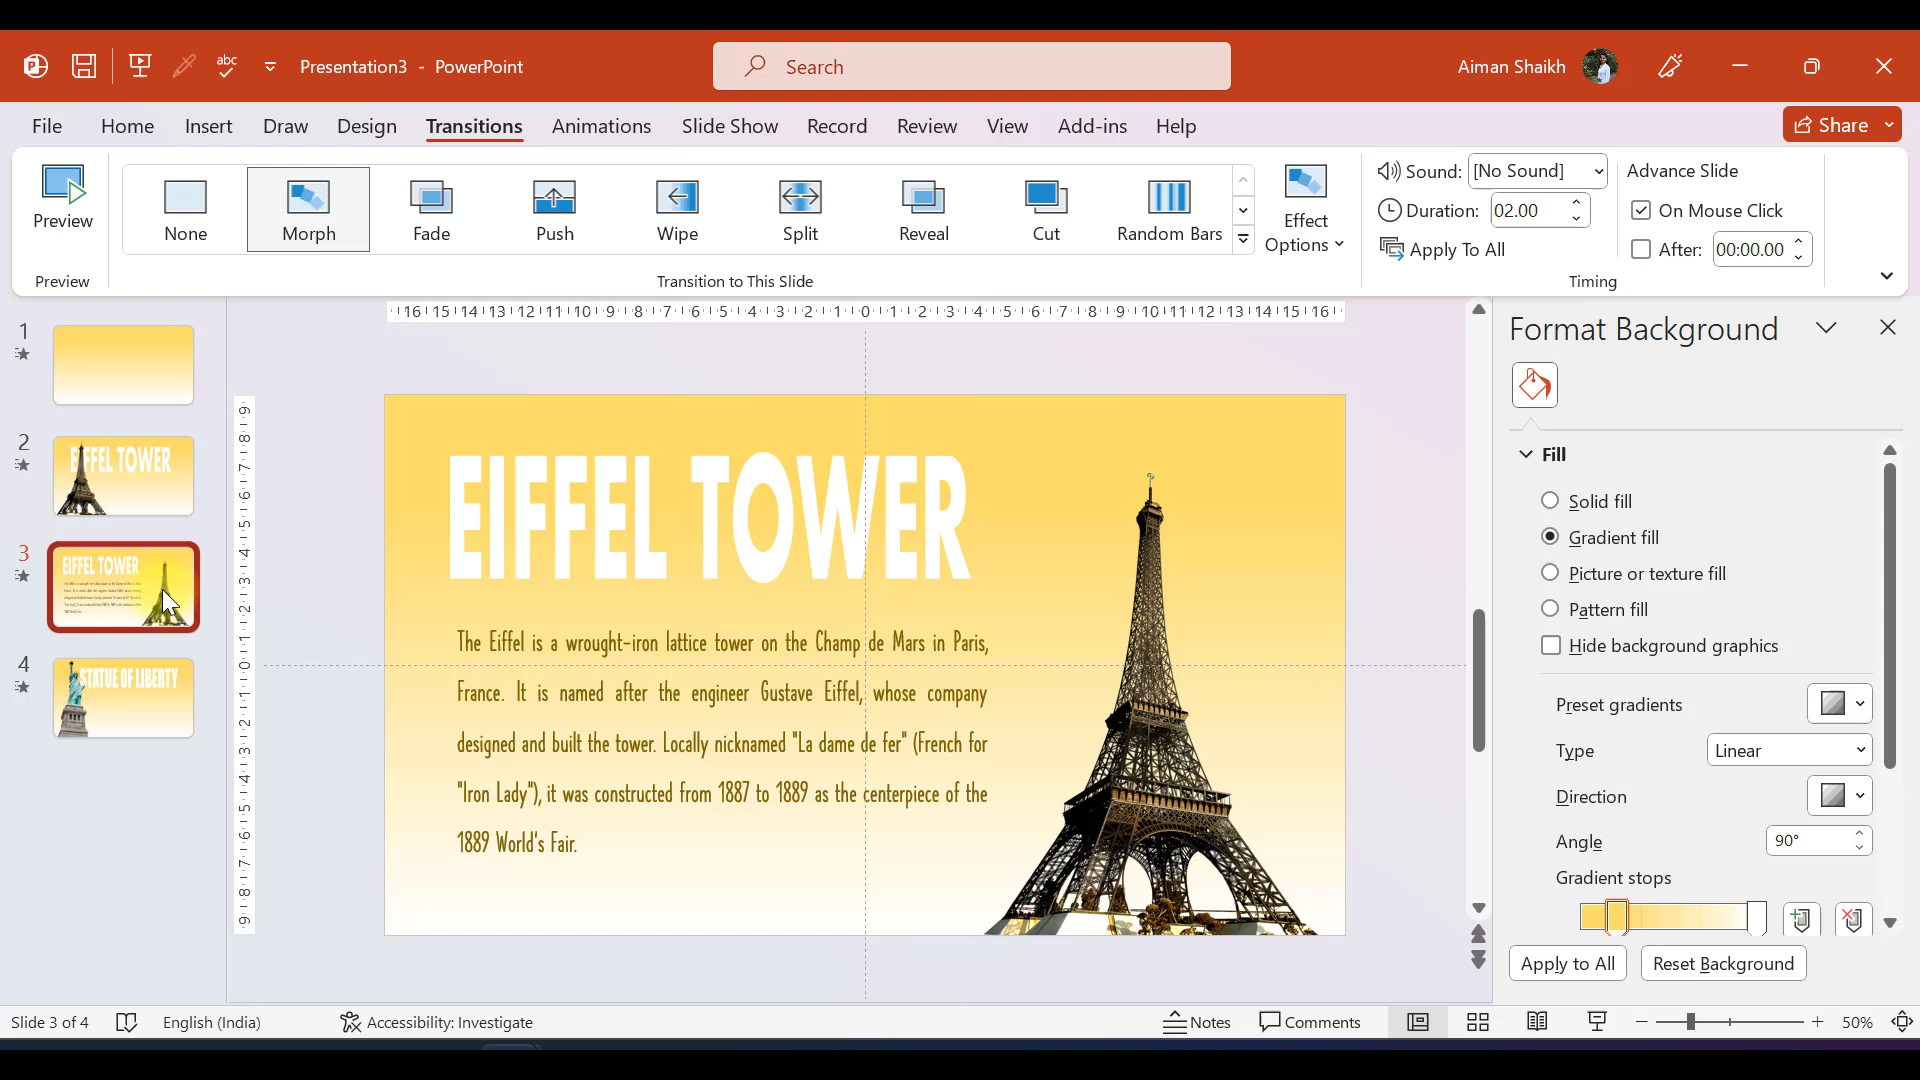 Presentation3 - PowerPoint
Search
Aiman Shaikh
File Home Insert Draw Design Transitions Animations Slide Show Record Review View Add-ins Help
Share
Preview
Preview
None
Morph
Fade
Push
Wipe
Split
Reveal
Cut
Random Bars
Transition to This Slide
Effect
Options
Sound: [No Sound]
Duration: 02.00
Apply To All
Advance Slide
On Mouse Click
After: 00:00.00
Timing
1
2
EIFFEL TOWER
3
EIFFEL TOWER
4
STATUE OF LIBERTY
EIFFEL TOWER
The Eiffel is a wrought-iron lattice tower on the Champ de Mars in Paris,
France. It is named after the engineer Gustave Eiffel, whose company
designed and built the tower. Locally nicknamed "La dame de fer" (French for
"Iron Lady"), it was constructed from 1887 to 1889 as the centerpiece of the
1889 World's Fair.
Format Background
Fill
Solid fill
Gradient fill
Picture or texture fill
Pattern fill
Hide background graphics
Preset gradients
Type Linear
Direction
Angle 90°
Gradient stops
Apply to All
Reset Background
Slide 3 of 4
English (India)
Accessibility: Investigate
Notes
Comments
50%